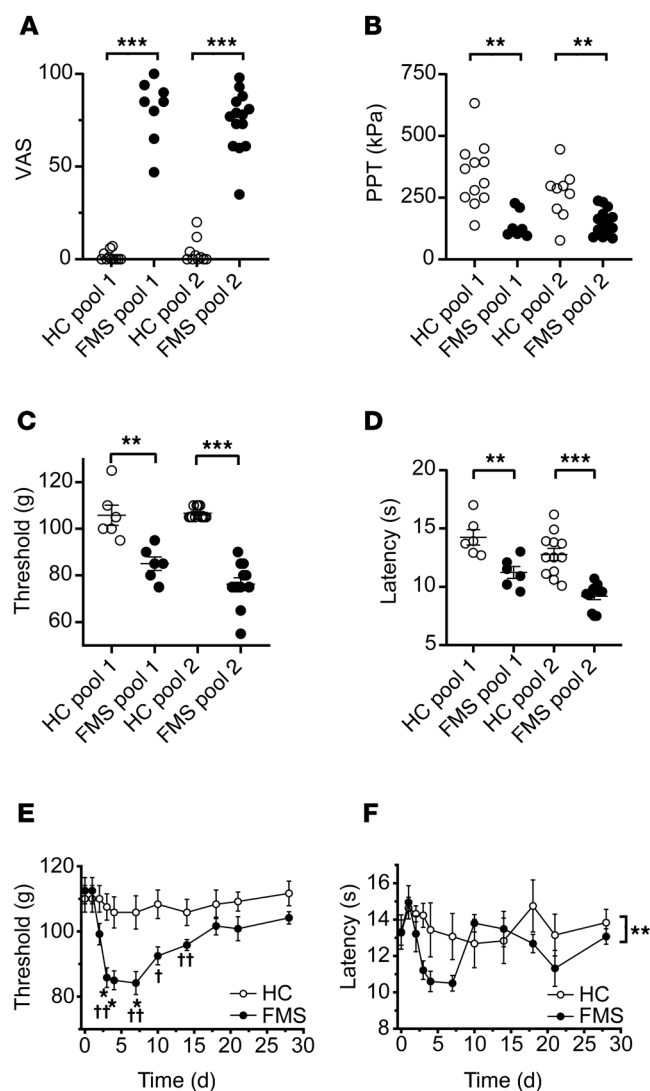 A
***
***
100
50
0
VAS
HC pool 1
FMS pool 1
HC pool 2
FMS pool 2
B
**
**
750
500
250
0
PPT (kPa)
HC pool 1
FMS pool 1
HC pool 2
FMS pool 2
C
**
***
120
100
80
60
Threshold (g)
HC pool 1
FMS pool 1
HC pool 2
FMS pool 2
D
**
***
20
15
10
5
Latency (s)
HC pool 1
FMS pool 1
HC pool 2
FMS pool 2
E
120
100
80
Threshold (g)
* * *
†† †† † ††
HC
FMS
0 5 10 15 20 25 30
Time (d)
F
16
14
12
10
8
Latency (s)
**
HC
FMS
0 5 10 15 20 25 30
Time (d)